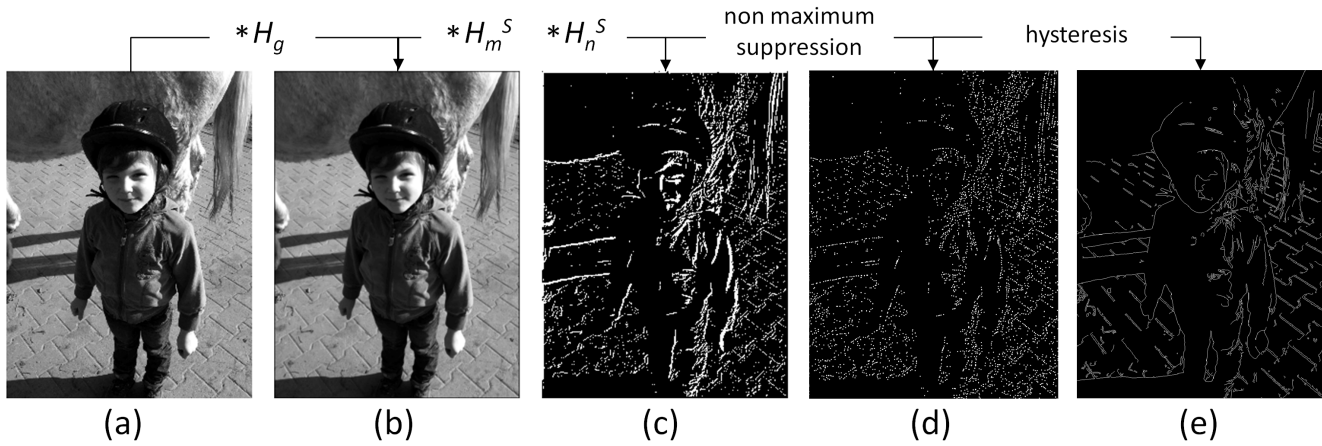 *H_g
*H_m^S *H_n^S
non maximum
suppression
hysteresis
(a) (b) (c) (d) (e)